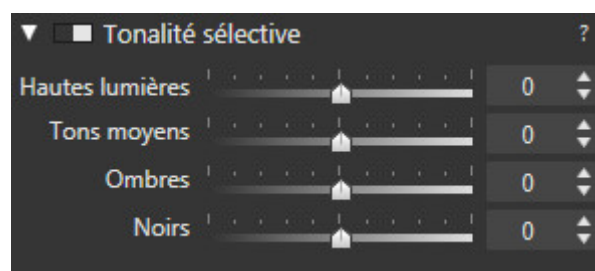 Tonalité sélective ?
Hautes lumières 0
Tons moyens 0
Ombres 0
Noirs 0